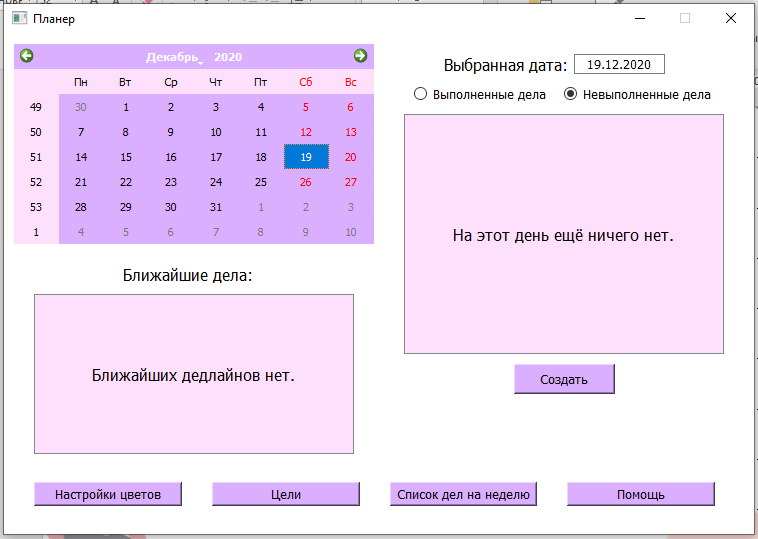 Планер
Декабрь 2020
Пн Вт Ср Чт Пт Сб Вс
49 30 1 2 3 4 5 6
50 7 8 9 10 11 12 13
51 14 15 16 17 18 19 20
52 21 22 23 24 25 26 27
53 28 29 30 31 1 2 3
1 4 5 6 7 8 9 10
Ближайшие дела:
Ближайших дедлайнов нет.
Выбранная дата: 19.12.2020
Выполненные дела Невыполненные дела
На этот день ещё ничего нет.
Создать
Настройки цветов Цели Список дел на неделю Помощь